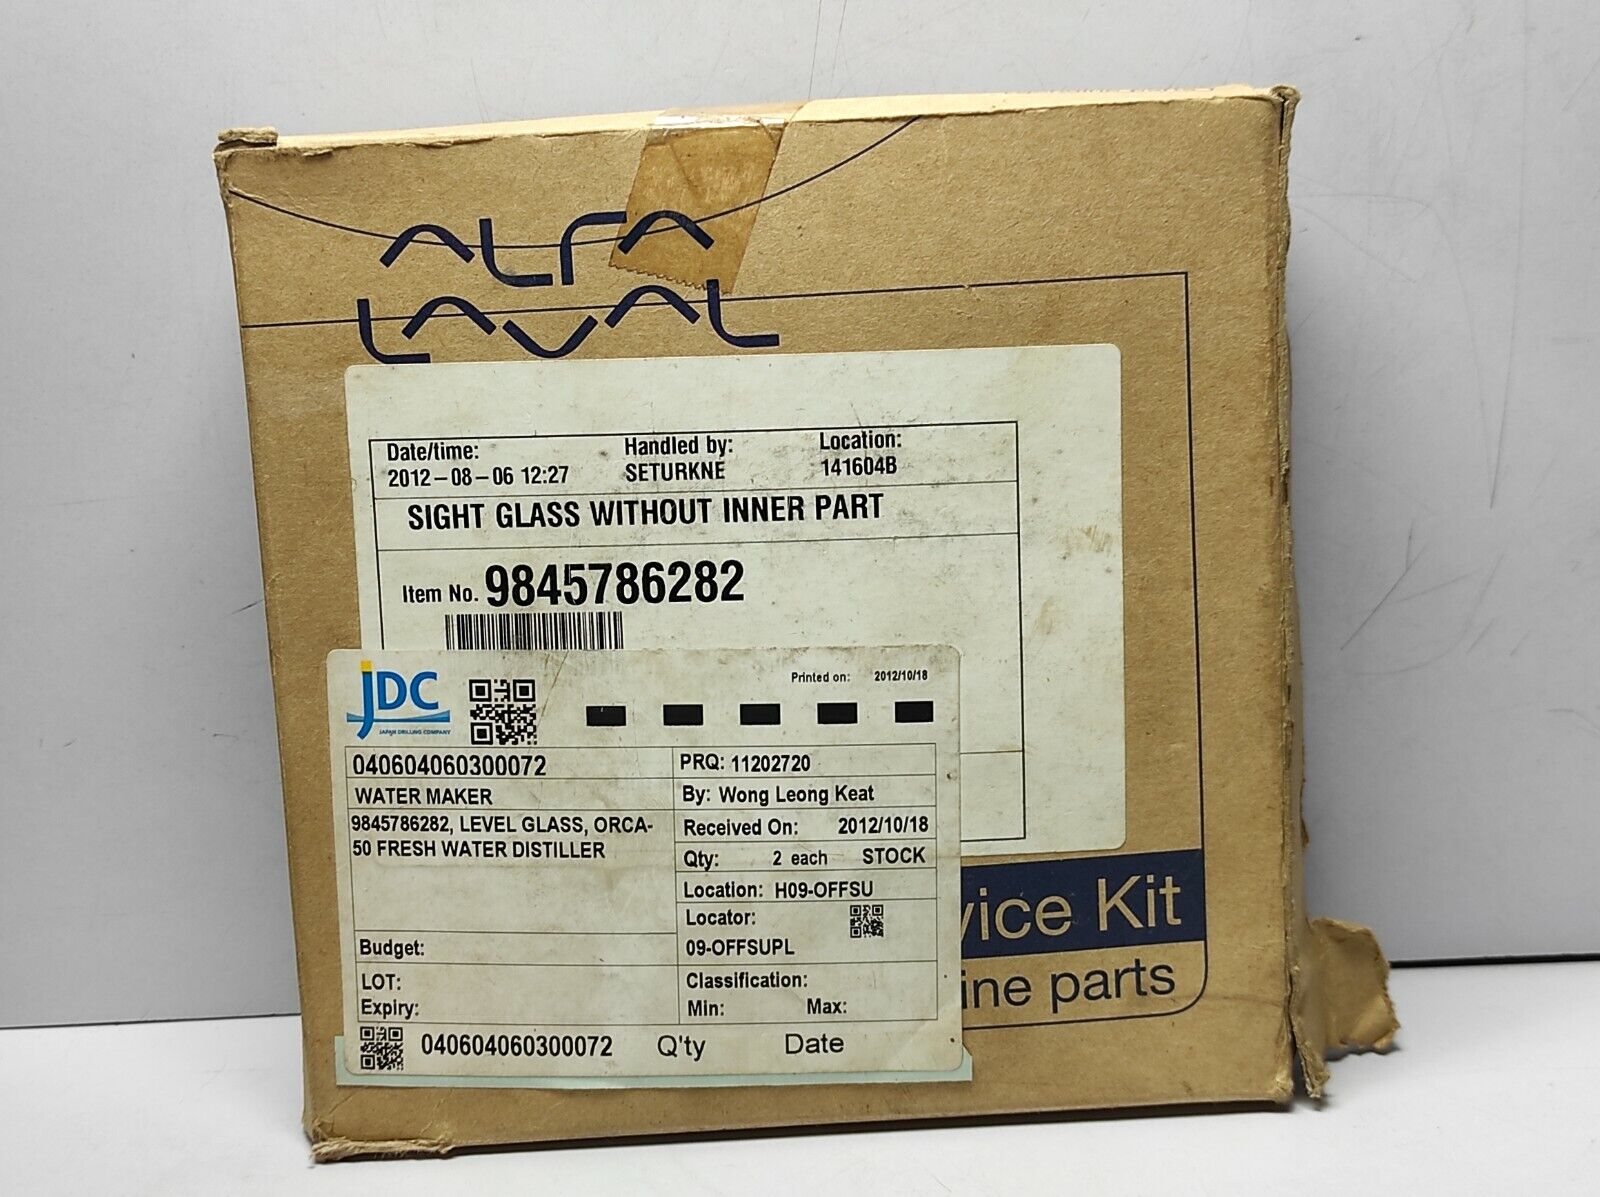 ALFA
LAVAL
Date/time: Handled by: Location:
2012-08-06 12:27 SETURKNE 141604B
SIGHT GLASS WITHOUT INNER PART
Item No. 9845786282
JDC
JAPAN DRILLING COMPANY
Printed on: 2012/10/18
040604060300072 PRQ: 11202720
WATER MAKER By: Wong Leong Keat
9845786282, LEVEL GLASS, ORCA-
50 FRESH WATER DISTILLER
Received On: 2012/10/18
Qty: 2 each STOCK
Location: H09-OFFSU
Locator:
09-OFFSUPL
Budget:
LOT: Classification:
Expiry: Min: Max:
040604060300072 Q'ty Date
vice Kit
ine parts